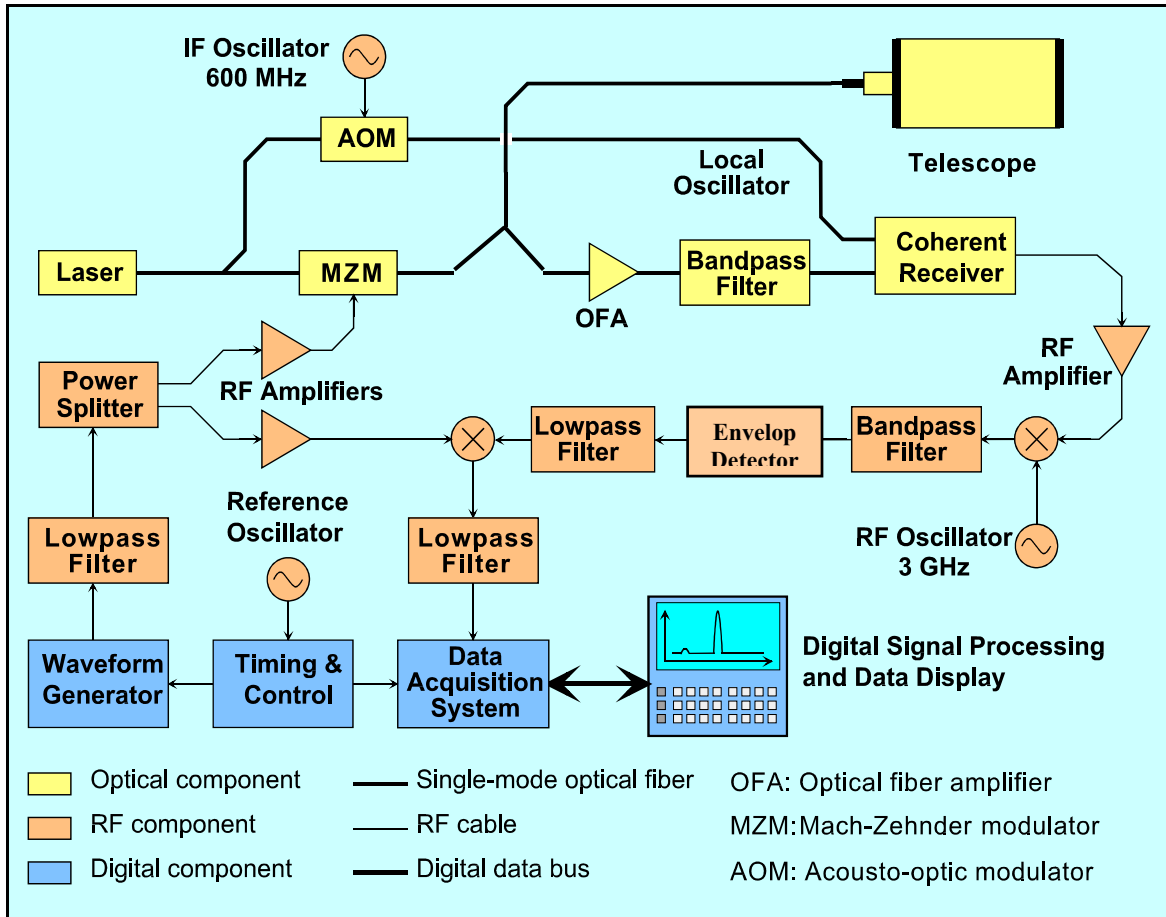 IF Oscillator
600 MHz
AOM
Telescope
Local
Oscillator
Laser
MZM
OFA
Bandpass
Filter
Coherent
Receiver
RF
Amplifier
Power
Splitter
RF Amplifiers
Lowpass
Filter
Envelop
Detector
Bandpass
Filter
RF Oscillator
3 GHz
Reference
Oscillator
Lowpass
Filter
Lowpass
Filter
Waveform
Generator
Timing &
Control
Data
Acquisition
System
Digital Signal Processing
and Data Display
Optical component
Single-mode optical fiber
OFA: Optical fiber amplifier
RF component
RF cable
MZM:Mach-Zehnder modulator
Digital component
Digital data bus
AOM: Acousto-optic modulator